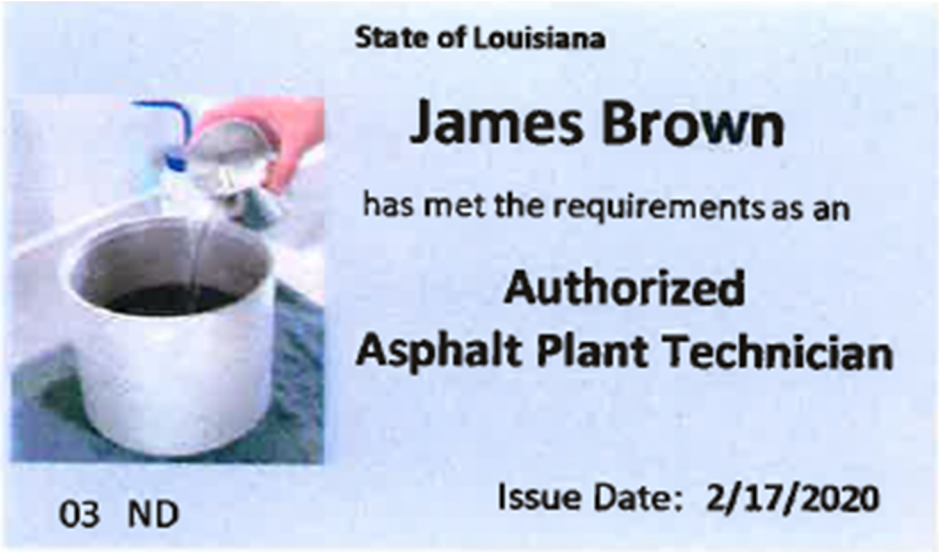 State of Louisiana
James Brown
has met the requirements as an
Authorized
Asphalt Plant Technician
03 ND
Issue Date: 2/17/2020